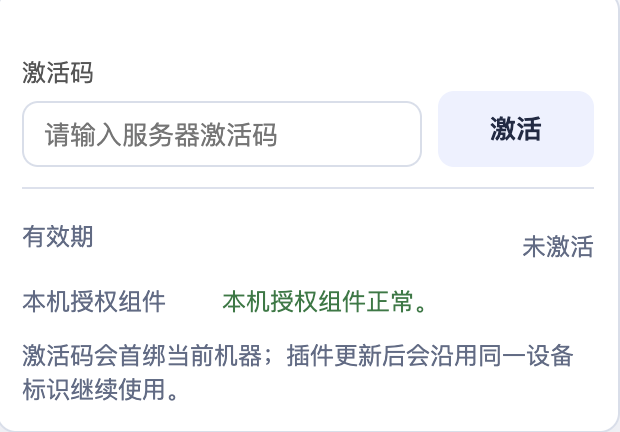 激活码
请输入服务器激活码
激活
有效期
未激活
本机授权组件 本机授权组件正常。
激活码会首绑当前机器；插件更新后会沿用同一设备
标识继续使用。